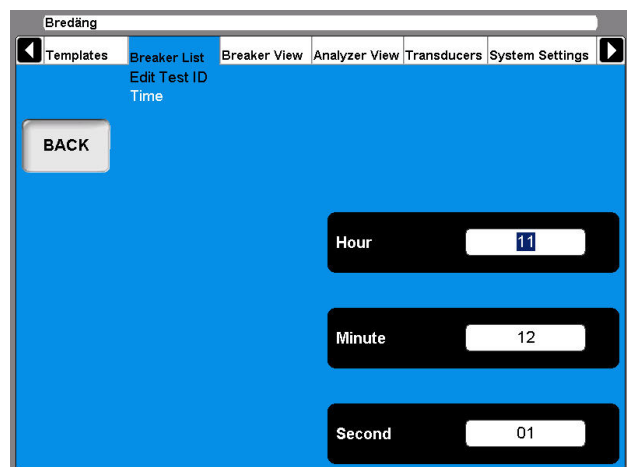 Bredäng
Templates Breaker List Breaker View Analyzer View Transducers System Settings
Edit Test ID
Time
BACK
Hour 11
Minute 12
Second 01